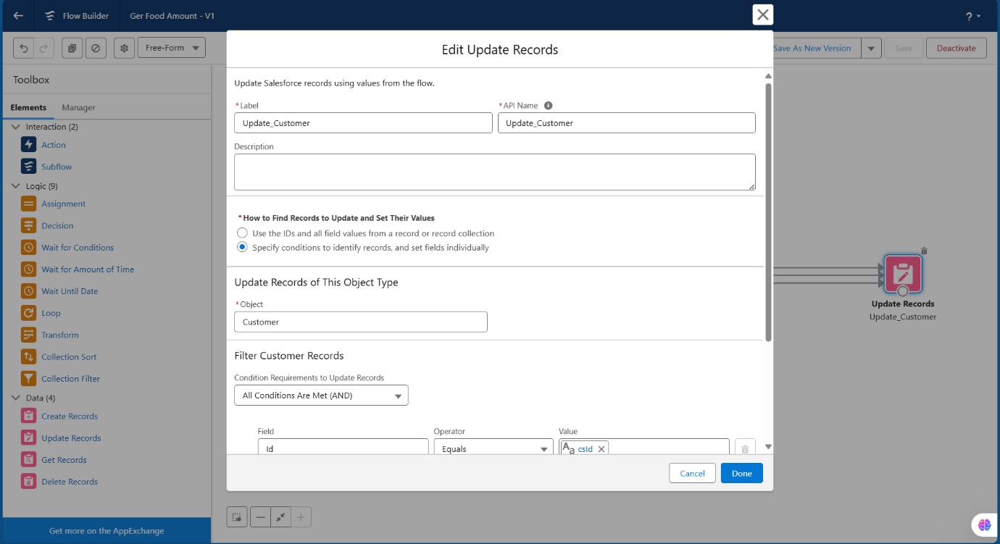 Flow Builder
Ger Food Amount - V1
?
Free-Form
Save As New Version
Save
Deactivate
Toolbox
Elements
Manager
Interaction (2)
Action
Subflow
Logic (9)
Assignment
Decision
Wait for Conditions
Wait for Amount of Time
Wait Until Date
Loop
Transform
Collection Sort
Collection Filter
Data (4)
Create Records
Update Records
Get Records
Delete Records
Get more on the AppExchange
Edit Update Records
Update Salesforce records using values from the flow.
*Label
*API Name
Update_Customer
Update_Customer
Description
*How to Find Records to Update and Set Their Values
Use the IDs and all field values from a record or record collection
Specify conditions to identify records, and set fields individually
Update Records of This Object Type
*Object
Customer
Filter Customer Records
Condition Requirements to Update Records
All Conditions Are Met (AND)
Field
Operator
Value
Id
Equals
Aa csId
Cancel
Done
Update Records
Update_Customer